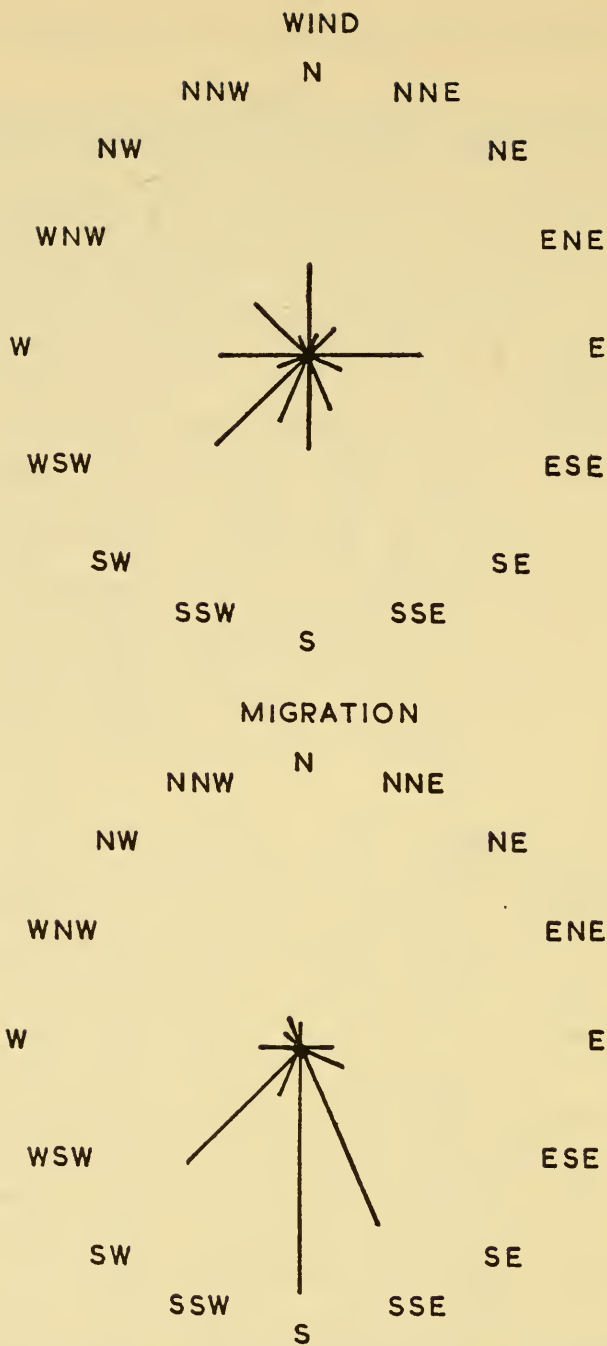 WIND
N
NNW NNE
NW NE
WNW ENE
W E
WSW ESE
SW SE
SSW SSE
S
MIGRATION
N
NNW NNE
NW NE
WNW ENE
W E
WSW ESE
SW SE
SSW SSE
S